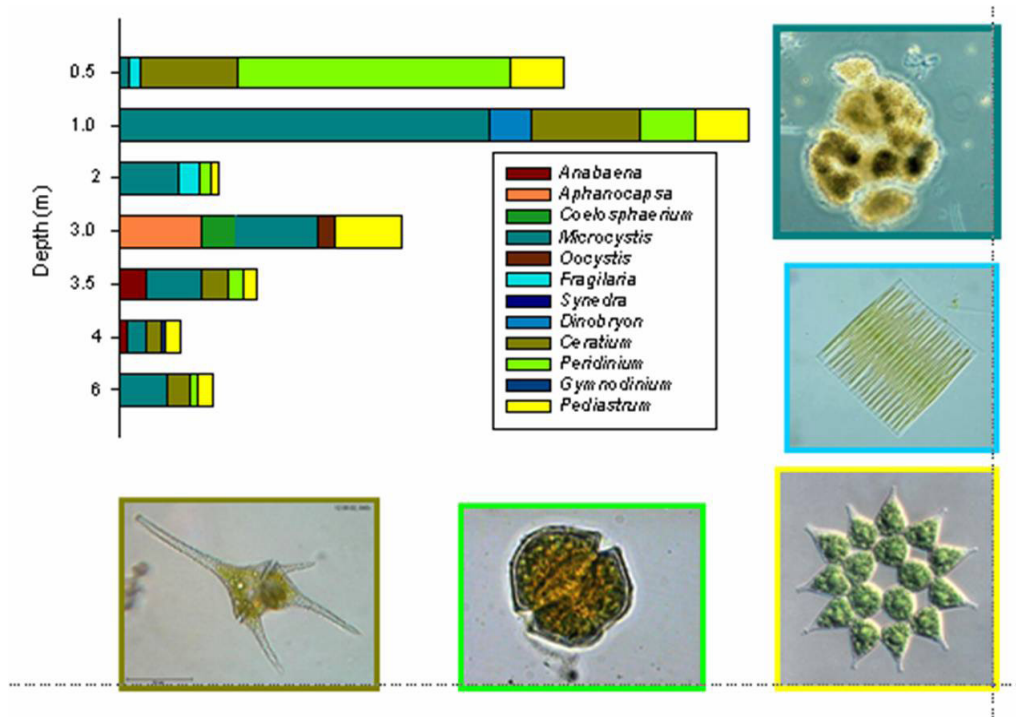 0.5
1.0
2
3.0
3.5
4
6
Depth (m)
Anabaena
Aphanocapsa
Coelosphaerium
Microcystis
Oocystis
Fragilaria
Synedra
Dinobryon
Ceratium
Peridinium
Gymnodinium
Pediastrum